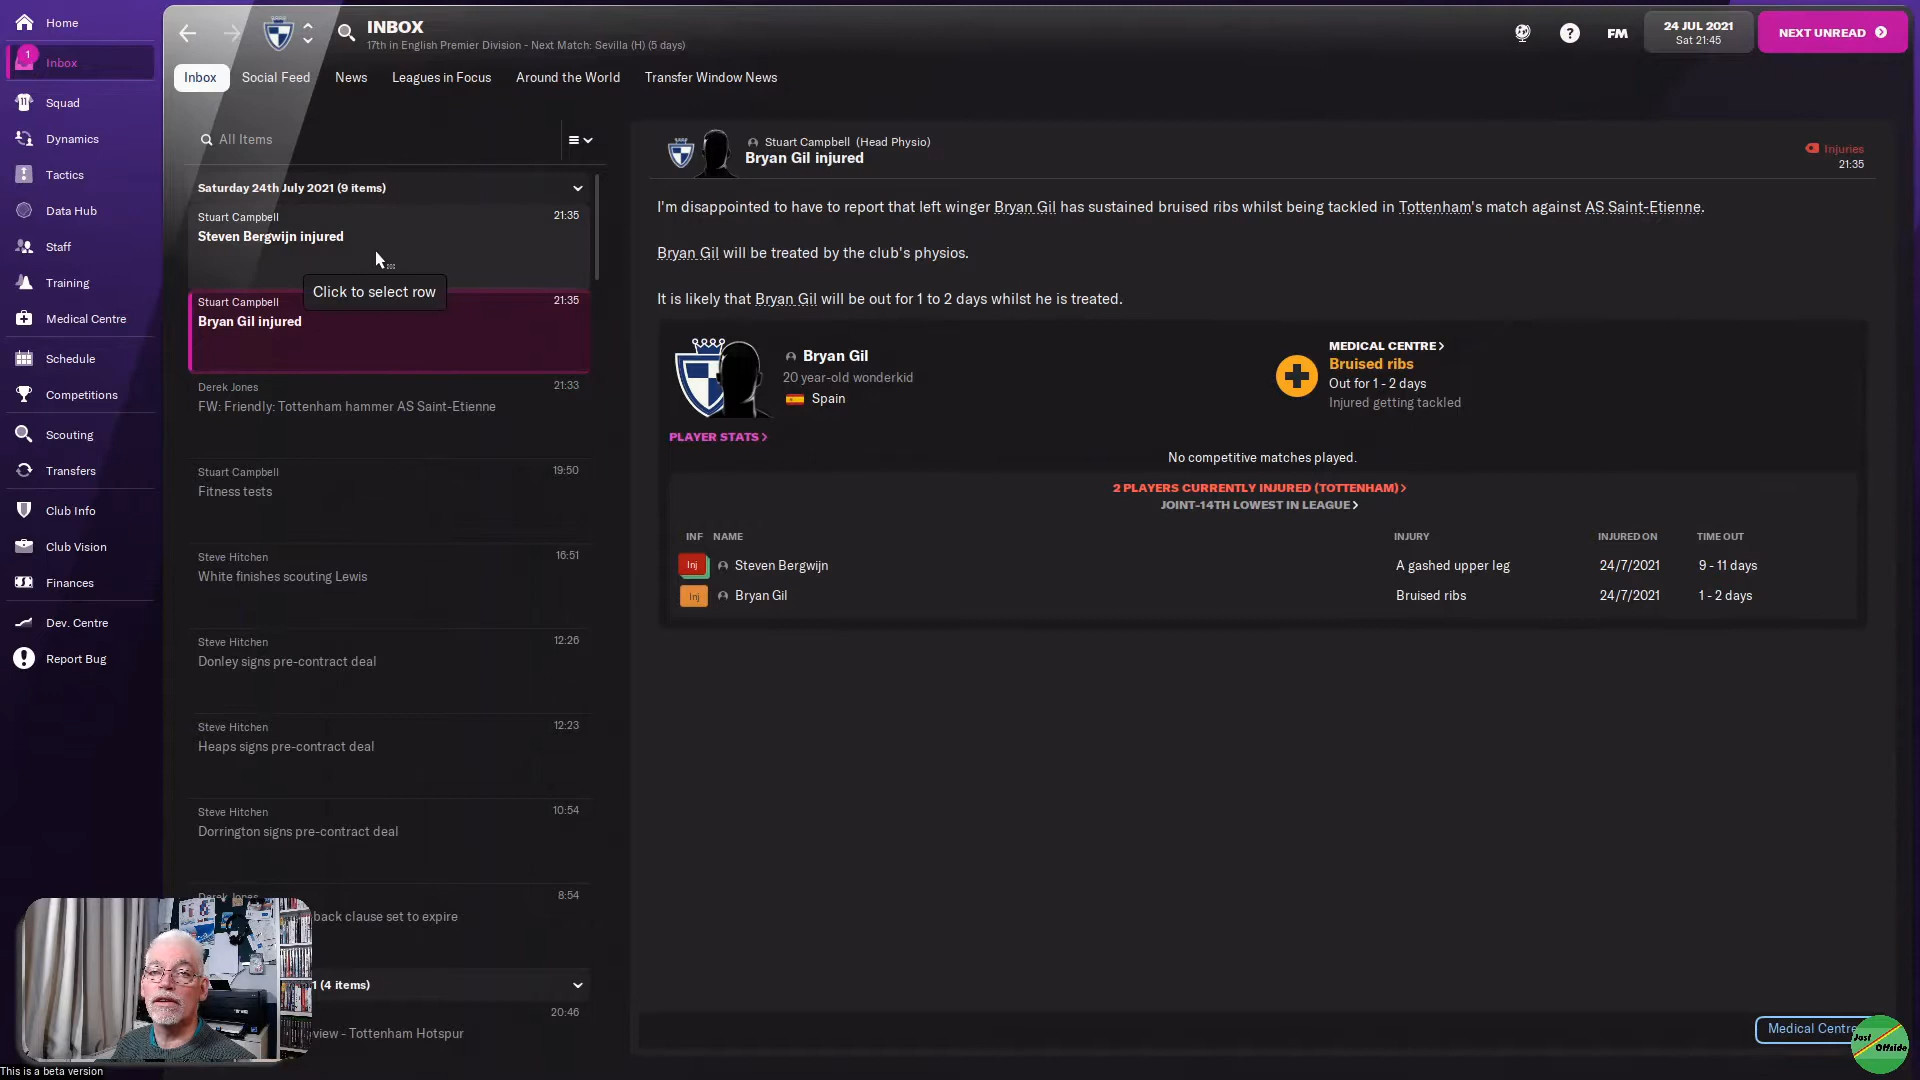 Home
1
Inbox
Squad
Dynamics
Tactics
Data Hub
Staff
Training
Medical Centre
Schedule
Competitions
Scouting
Transfers
Club Info
Club Vision
Finances
Dev. Centre
Report Bug
This is a beta version
INBOX
17th in English Premier Division - Next Match: Sevilla (H) (5 days)
FM
24 JUL 2021
Sat 21:45
NEXT UNREAD
Inbox Social Feed News Leagues in Focus Around the World Transfer Window News
All Items
Saturday 24th July 2021 (9 items)
Stuart Campbell 21:35
Steven Bergwijn injured
Click to select row
Stuart Campbell 21:35
Bryan Gil injured
Derek Jones 21:33
FW: Friendly: Tottenham hammer AS Saint-Etienne
Stuart Campbell 19:50
Fitness tests
Steve Hitchen 16:51
White finishes scouting Lewis
Steve Hitchen 12:26
Donley signs pre-contract deal
Steve Hitchen 12:23
Heaps signs pre-contract deal
Steve Hitchen 10:54
Dorrington signs pre-contract deal
Derek Jones 8:54
back clause set to expire
1 (4 items)
20:46
view - Tottenham Hotspur
Stuart Campbell (Head Physio)
Bryan Gil injured
Injuries
21:35
I'm disappointed to have to report that left winger Bryan Gil has sustained bruised ribs whilst being tackled in Tottenham's match against AS Saint-Etienne.
Bryan Gil will be treated by the club's physios.
It is likely that Bryan Gil will be out for 1 to 2 days whilst he is treated.
Bryan Gil
20 year-old wonderkid
Spain
MEDICAL CENTRE >
Bruised ribs
Out for 1 - 2 days
Injured getting tackled
PLAYER STATS >
No competitive matches played.
2 PLAYERS CURRENTLY INJURED (TOTTENHAM) >
JOINT-14TH LOWEST IN LEAGUE >
INF NAME INJURY INJURED ON TIME OUT
Inj Steven Bergwijn A gashed upper leg 24/7/2021 9 - 11 days
Inj Bryan Gil Bruised ribs 24/7/2021 1 - 2 days
Medical Centre
Just
Offside